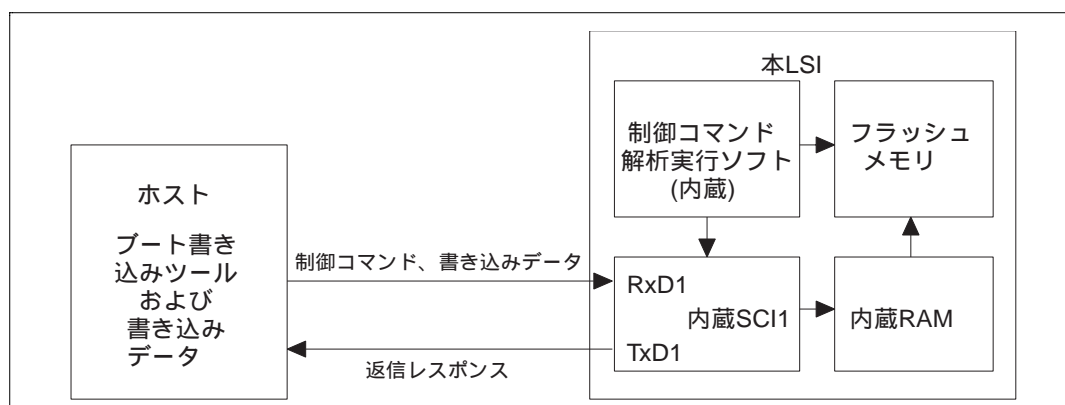 本LSI
制御コマンド
解析実行ソフト
(内蔵)
フラッシュ
メモリ
ホスト
ブート書き
込みツール
および
書き込み
データ
制御コマンド、書き込みデータ
返信レスポンス
RxD1
内蔵SCI1
TxD1
内蔵RAM